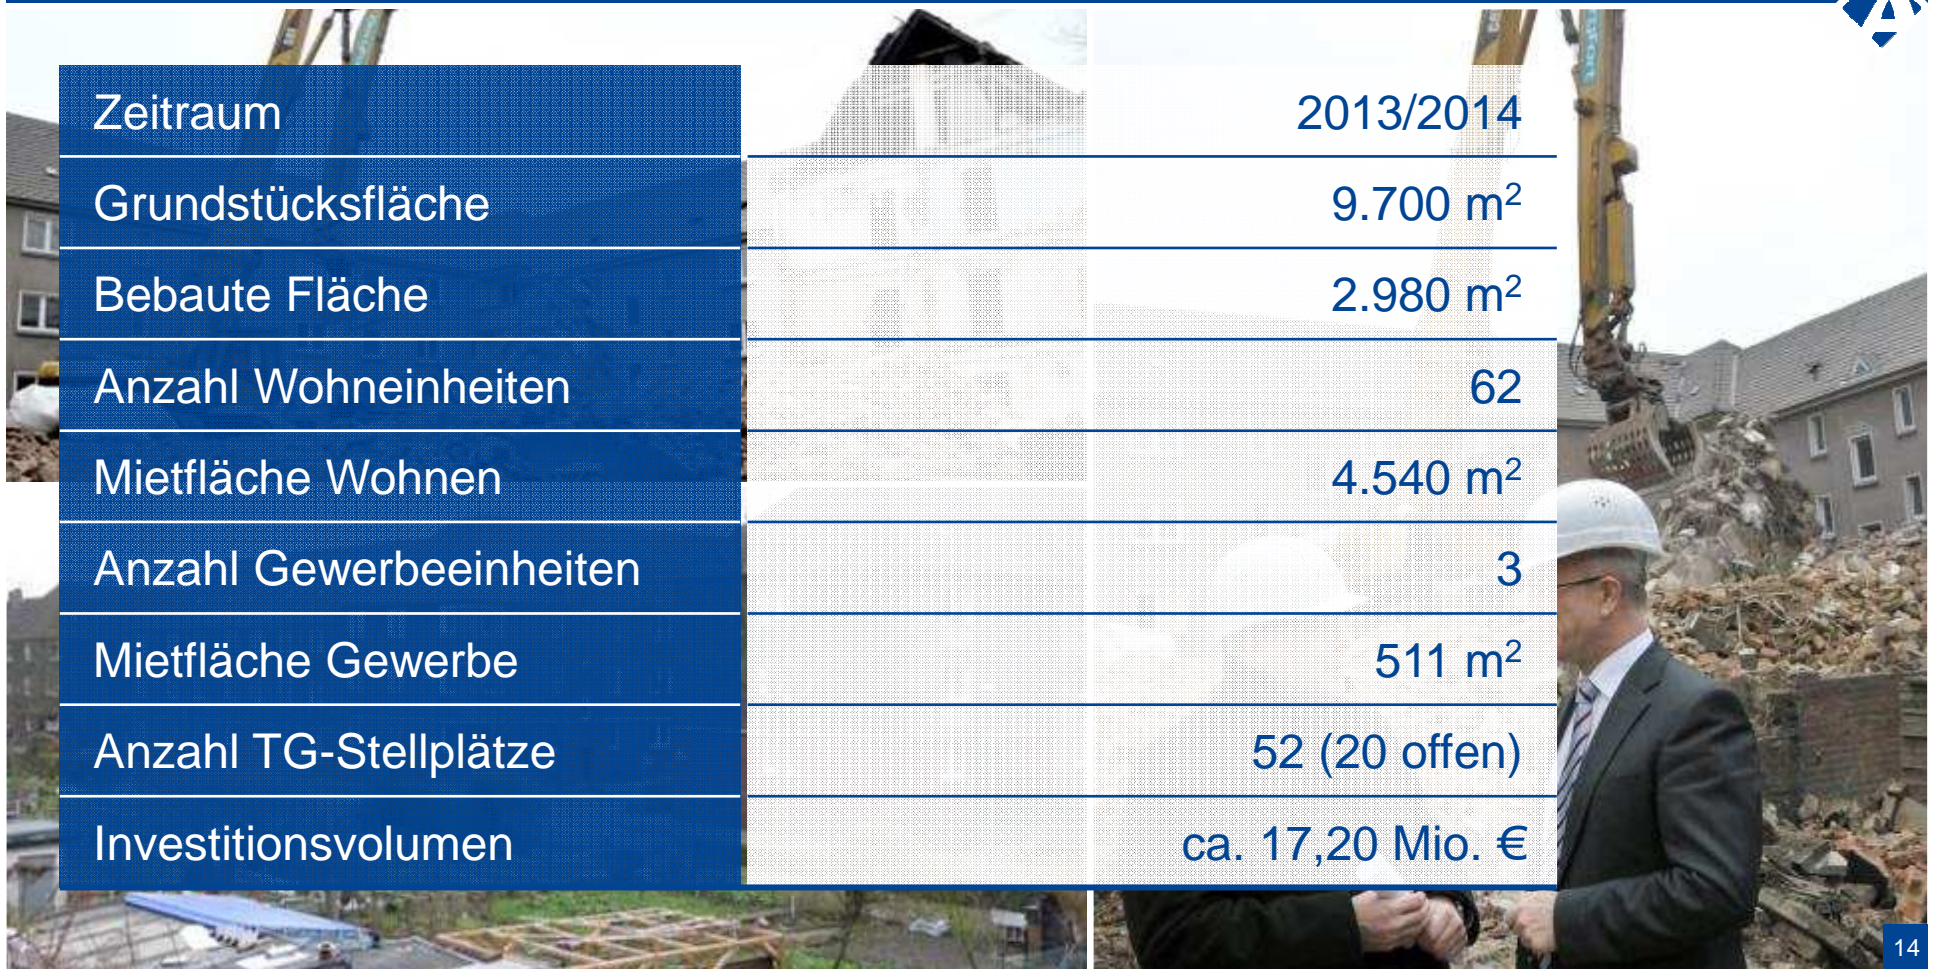 Zeitraum 2013/2014
Grundstücksfläche 9.700 m²
Bebaute Fläche 2.980 m²
Anzahl Wohneinheiten 62
Mietfläche Wohnen 4.540 m²
Anzahl Gewerbeeinheiten 3
Mietfläche Gewerbe 511 m²
Anzahl TG-Stellplätze 52 (20 offen)
Investitionsvolumen ca. 17,20 Mio. €
14